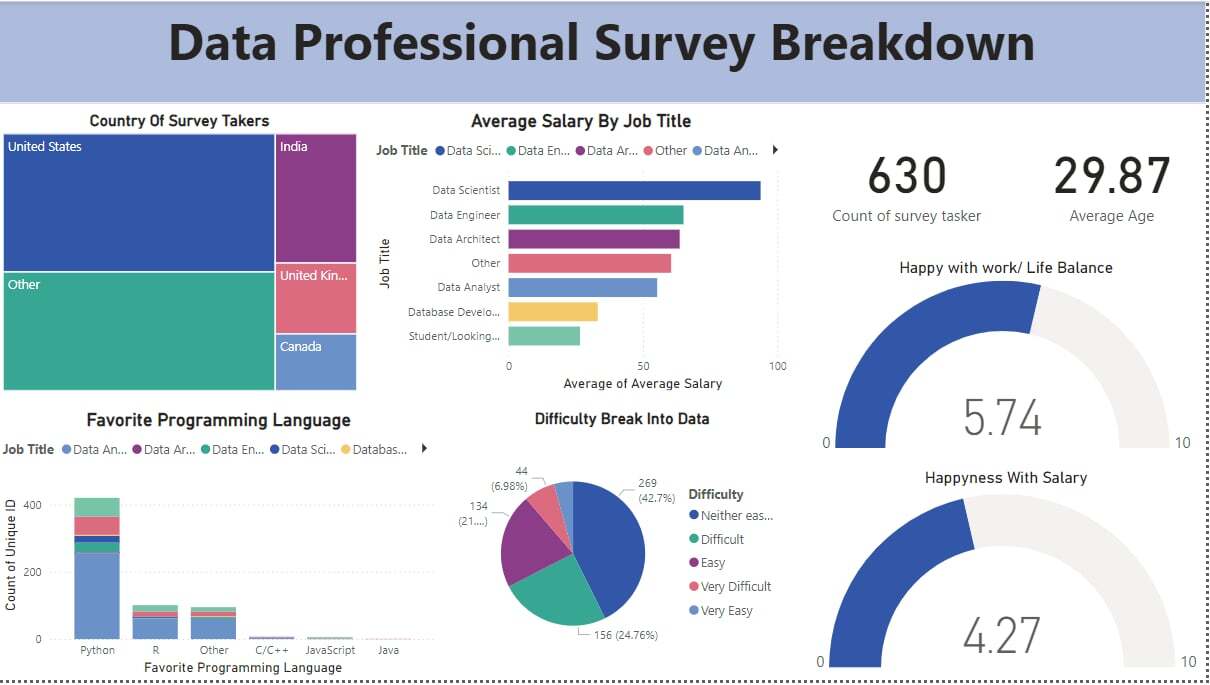 Data Professional Survey Breakdown
Country Of Survey Takers
United States
India
Other
United Kin...
Canada
Average Salary By Job Title
Job Title Data Sci... Data En... Data Ar... Other Data An...
Job Title
Data Scientist
Data Engineer
Data Architect
Other
Data Analyst
Database Develo...
Student/Looking...
0 50 100
Average of Average Salary
630
Count of survey tasker
29.87
Average Age
Happy with work/ Life Balance
5.74
0 10
Favorite Programming Language
Job Title Data An... Data Ar... Data En... Data Sci... Databas...
Count of Unique ID
400
200
0
Python R Other C/C++ JavaScript Java
Favorite Programming Language
Difficulty Break Into Data
44
(6.98%)
134
(21....)
269
(42.7%)
156 (24.76%)
Difficulty
Neither eas...
Difficult
Easy
Very Difficult
Very Easy
Happyness With Salary
4.27
0 10